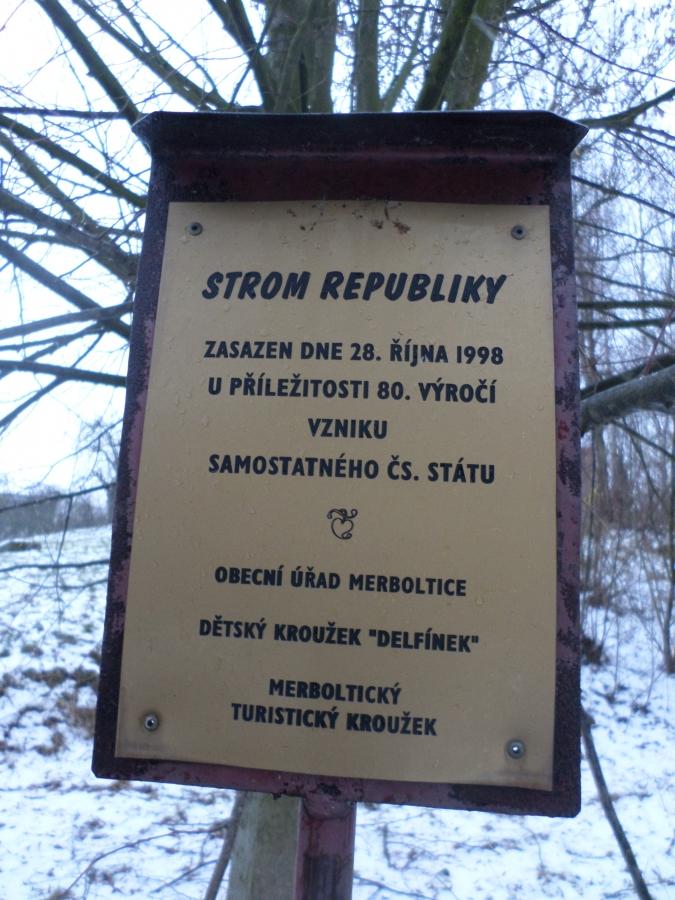 STROM REPUBLIKY
ZASAZEN DNE 28. ŘÍJNA 1998
U PŘÍLEŽITOSTI 80. VÝROČÍ
VZNIKU
SAMOSTATNÉHO ČS. STÁTU
OBECNÍ ÚŘAD MERBOLTICE
DĚTSKÝ KROUŽEK "DELFÍNEK"
MERBOLTICKÝ
TURISTICKÝ KROUŽEK